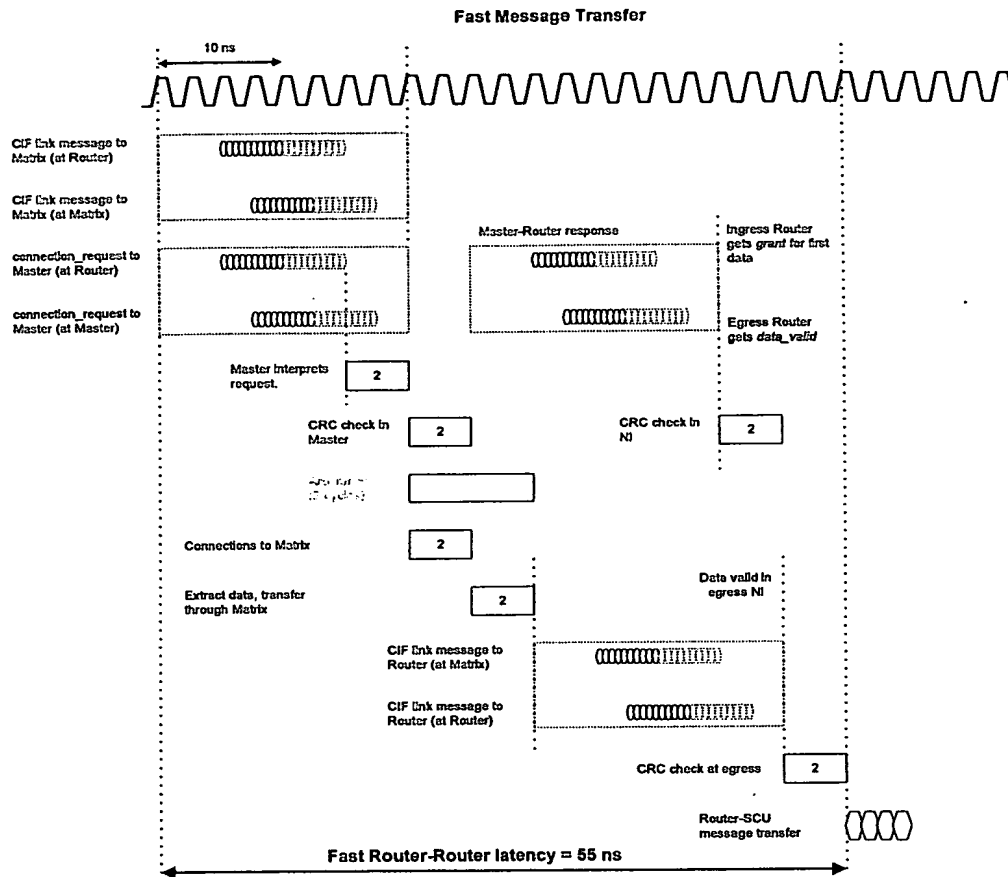 Fast Message Transfer
10 ns
CIF link message to
Matrix (at Router)
CIF link message to
Matrix (at Matrix)
connection_request to
Master (at Router)
connection_request to
Master (at Master)
Master-Router response
Ingress Router
gets grant for first
data
Egress Router
gets data_valid
Master interprets
request.
2
CRC check in
Master
2
CRC check in
NI
2
Connections to Matrix
2
Extract data, transfer
through Matrix
2
Data valid in
egress NI
CIF link message to
Router (at Matrix)
CIF link message to
Router (at Router)
CRC check at egress
2
Router-SCU
message transfer
Fast Router-Router latency = 55 ns